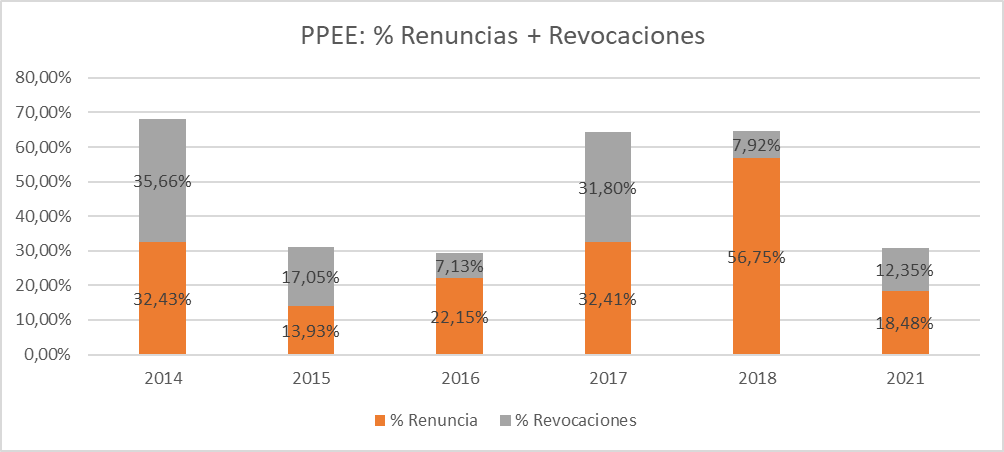 PPEE: % Renuncias + Revocaciones
80,00%
70,00%
60,00%
50,00%
40,00%
30,00%
20,00%
10,00%
0,00%
35,66% 17,05% 7,13% 31,80% 7,92% 12,35%
32,43% 13,93% 22,15% 32,41% 56,75% 18,48%
2014 2015 2016 2017 2018 2021
% Renuncia % Revocaciones